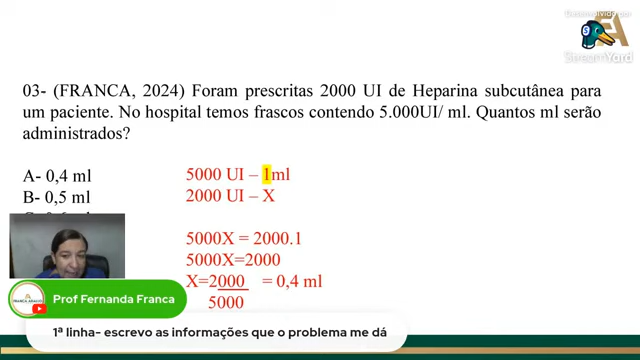 StreamYard
03- (FRANCA, 2024) Foram prescritas 2000 UI de Heparina subcutânea para
um paciente. No hospital temos frascos contendo 5.000UI/ ml. Quantos ml serão
administrados?
A- 0,4 ml
B- 0,5 ml
5000 UI – 1ml
2000 UI – X
5000X = 2000.1
5000X=2000
X=2000 = 0,4 ml
5000
FRANCA ARAUJO
Prof Fernanda Franca
1ª linha- escrevo as informações que o problema me dá